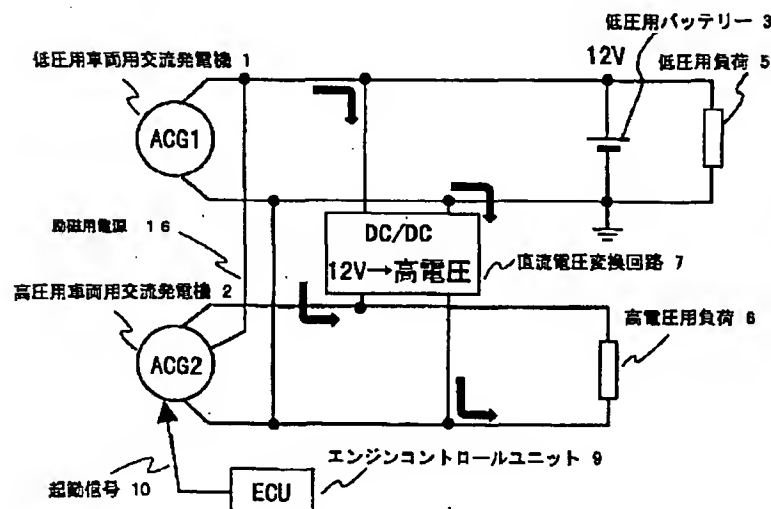 低圧用バッテリー 3
低圧用車両用交流発電機 1
12V
低圧用負荷 5
ACG1
励磁用電源 16
DC/DC
12V→高電圧
直流電圧変換回路 7
高圧用車両用交流発電機 2
高電圧用負荷 6
ACG2
エンジンコントロールユニット 9
起動信号 10
ECU